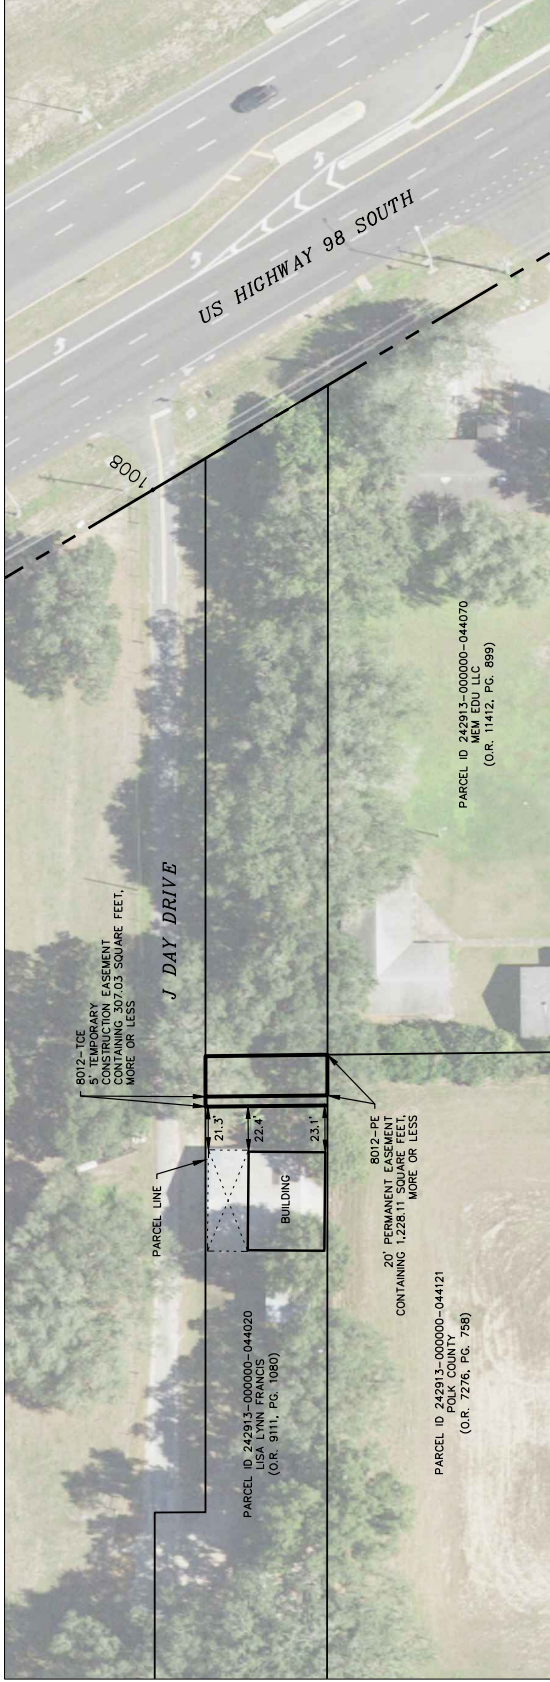 8012-TCE
5' TEMPORARY
CONSTRUCTION EASEMENT
CONTAINING 307.03 SQUARE FEET,
MORE OR LESS
J DAY DRIVE
1008
US HIGHWAY 98 SOUTH
PARCEL LINE
21.3'
22.4'
23.1'
BUILDING
PARCEL ID 242913-000000-044020
LISA LYNN FRANCIS
(O.R. 9111, PG. 1080)
8012-PE
20' PERMANENT EASEMENT
CONTAINING 1,228.11 SQUARE FEET,
MORE OR LESS
PARCEL ID 242913-000000-044121
POLK COUNTY
(O.R. 7276, PG. 758)
PARCEL ID 242913-000000-044070
MEM EDU LLC
(O.R. 11412, PG. 899)